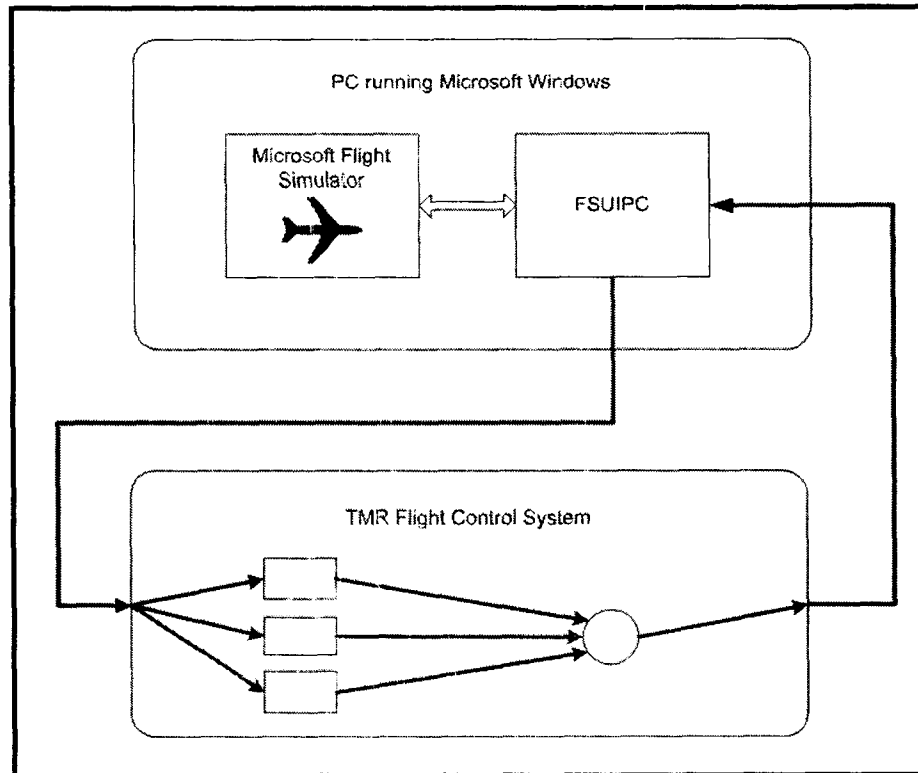 PC running Microsoft Windows
Microsoft Flight
Simulator
FSUIPC
TMR Flight Control System